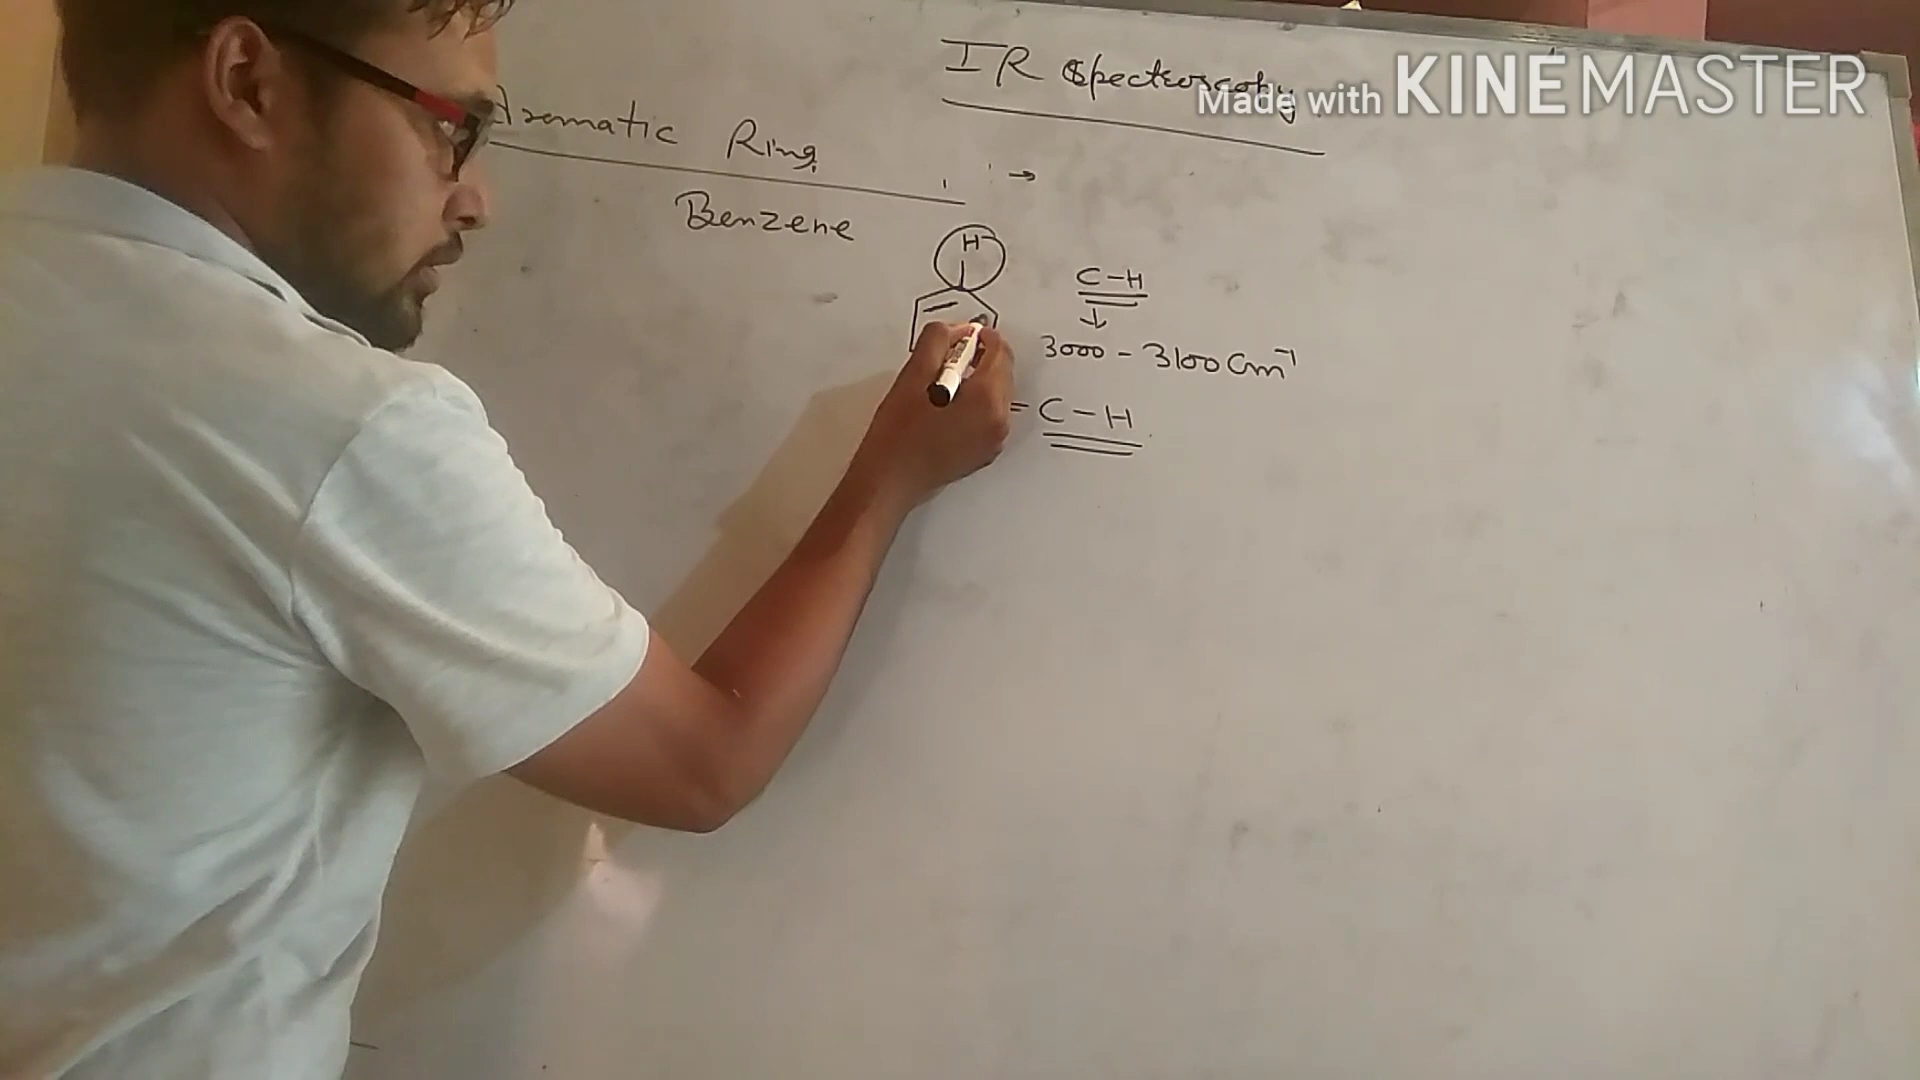 IR Spectroscopy
Made with KINEMASTER
Aromatic Ring
Benzene
H
C-H
3000 - 3100 cm⁻¹
= C-H